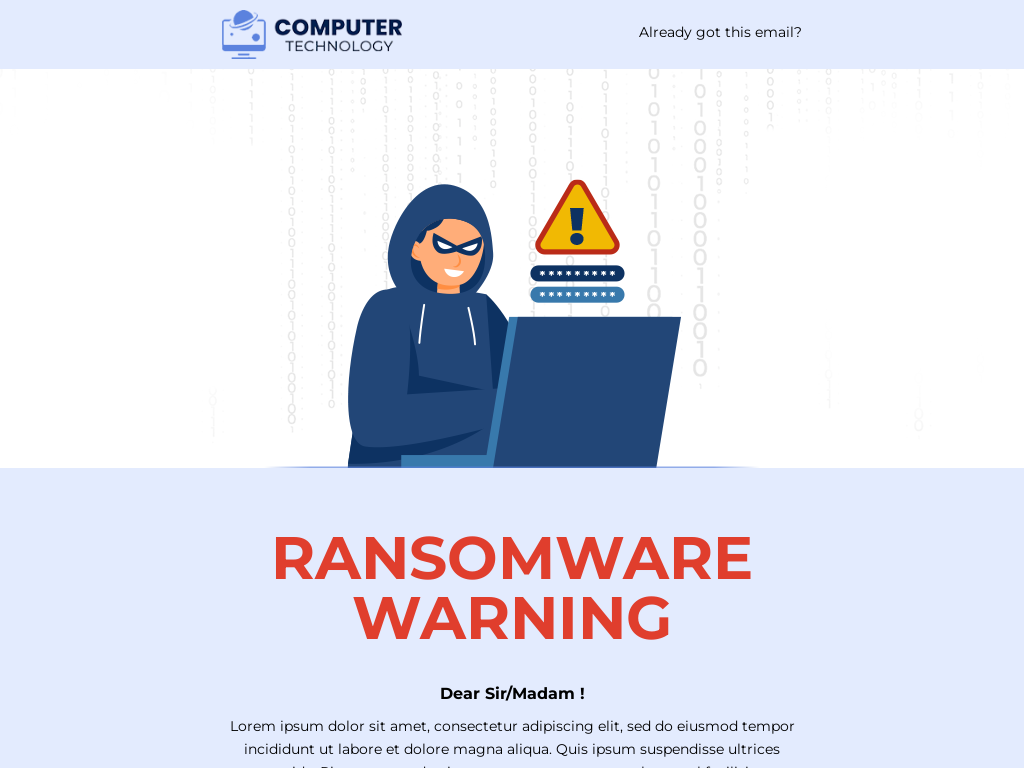 COMPUTER
TECHNOLOGY
Already got this email?
!
*********
*********
RANSOMWARE
WARNING
Dear Sir/Madam !
Lorem ipsum dolor sit amet, consectetur adipiscing elit, sed do eiusmod tempor
incididunt ut labore et dolore magna aliqua. Quis ipsum suspendisse ultrices